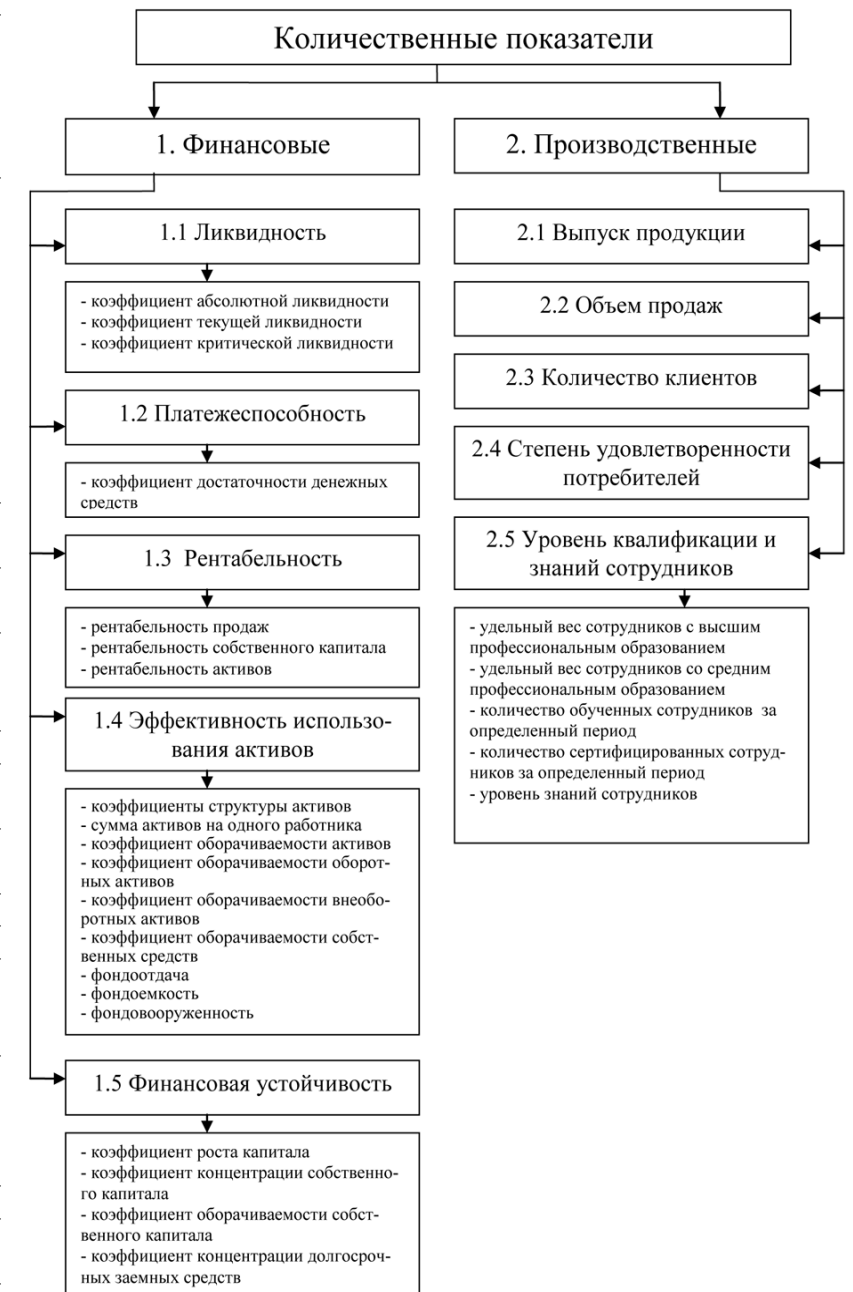 Количественные показатели
1. Финансовые
2. Производственные
1.1 Ликвидность
- коэффициент абсолютной ликвидности
- коэффициент текущей ликвидности
- коэффициент критической ликвидности
1.2 Платежеспособность
- коэффициент достаточности денежных
средств
1.3 Рентабельность
- рентабельность продаж
- рентабельность собственного капитала
- рентабельность активов
1.4 Эффективность использо-
вания активов
- коэффициенты структуры активов
- сумма активов на одного работника
- коэффициент оборачиваемости активов
- коэффициент оборачиваемости оборот-
ных активов
- коэффициент оборачиваемости внеобо-
ротных активов
- коэффициент оборачиваемости собст-
венных средств
- фондоотдача
- фондоемкость
- фондовооруженность
1.5 Финансовая устойчивость
- коэффициент роста капитала
- коэффициент концентрации собственно-
го капитала
- коэффициент оборачиваемости собст-
венного капитала
- коэффициент концентрации долгосроч-
ных заемных средств
2.1 Выпуск продукции
2.2 Объем продаж
2.3 Количество клиентов
2.4 Степень удовлетворенности
потребителей
2.5 Уровень квалификации и
знаний сотрудников
- удельный вес сотрудников с высшим
профессиональным образованием
- удельный вес сотрудников со средним
профессиональным образованием
- количество обученных сотрудников за
определенный период
- количество сертифицированных сотруд-
ников за определенный период
- уровень знаний сотрудников